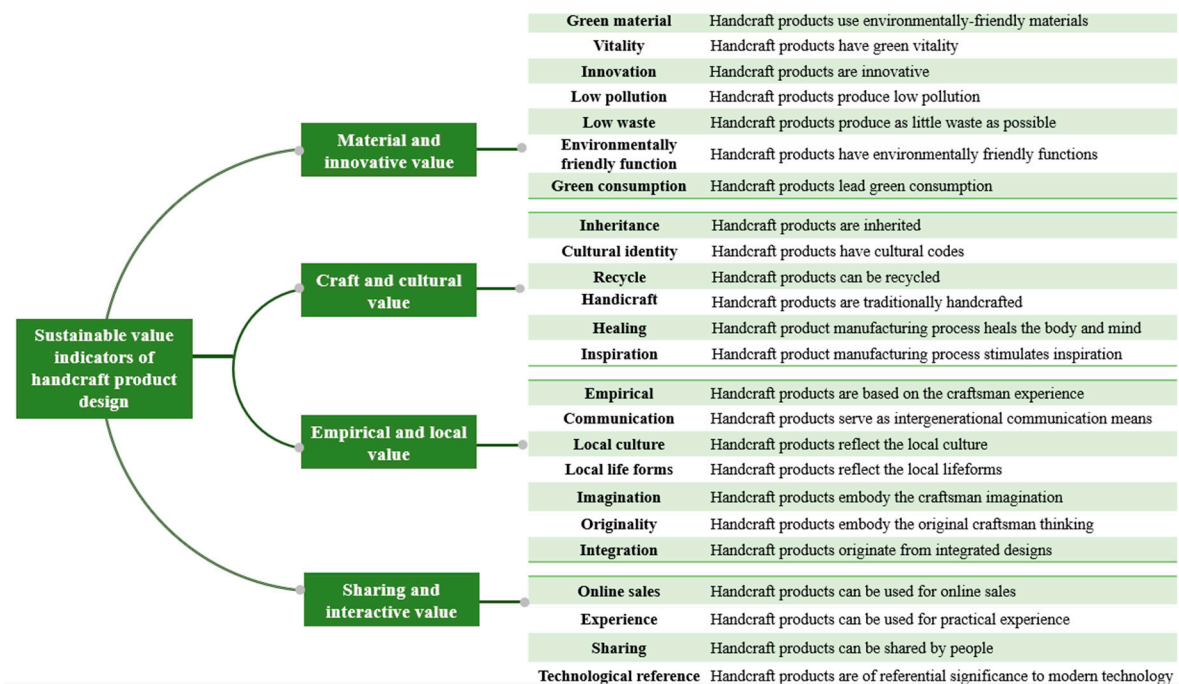 Sustainable value
indicators of
handcraft product
design
Material and
innovative value
Green material Handcraft products use environmentally-friendly materials
Vitality Handcraft products have green vitality
Innovation Handcraft products are innovative
Low pollution Handcraft products produce low pollution
Low waste Handcraft products produce as little waste as possible
Environmentally
friendly function Handcraft products have environmentally friendly functions
Green consumption Handcraft products lead green consumption
Craft and cultural
value
Inheritance Handcraft products are inherited
Cultural identity Handcraft products have cultural codes
Recycle Handcraft products can be recycled
Handicraft Handcraft products are traditionally handcrafted
Healing Handcraft product manufacturing process heals the body and mind
Inspiration Handcraft product manufacturing process stimulates inspiration
Empirical and local
value
Empirical Handcraft products are based on the craftsman experience
Communication Handcraft products serve as intergenerational communication means
Local culture Handcraft products reflect the local culture
Local life forms Handcraft products reflect the local lifeforms
Imagination Handcraft products embody the craftsman imagination
Originality Handcraft products embody the original craftsman thinking
Integration Handcraft products originate from integrated designs
Sharing and
interactive value
Online sales Handcraft products can be used for online sales
Experience Handcraft products can be used for practical experience
Sharing Handcraft products can be shared by people
Technological reference Handcraft products are of referential significance to modern technology